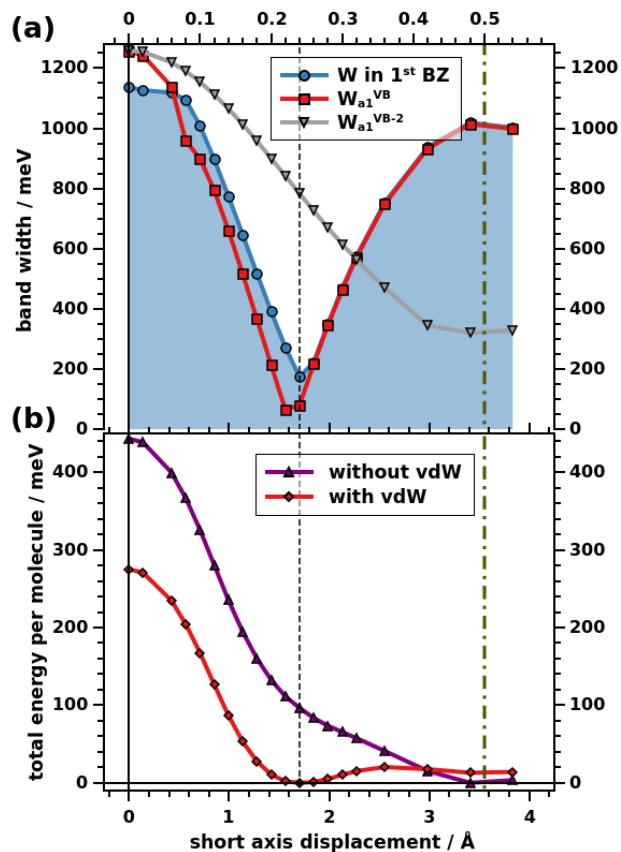 0 0.1 0.2 0.3 0.4 0.5
(a)
W in 1st BZ
Wa1VB
Wa1VB-2
1200 1200
1000 1000
800 800
600 600
400 400
200 200
0 0
band width / meV
(b)
without vdW
with vdW
400 400
300 300
200 200
100 100
0 0
total energy per molecule / meV
0 1 2 3 4
short axis displacement / Å